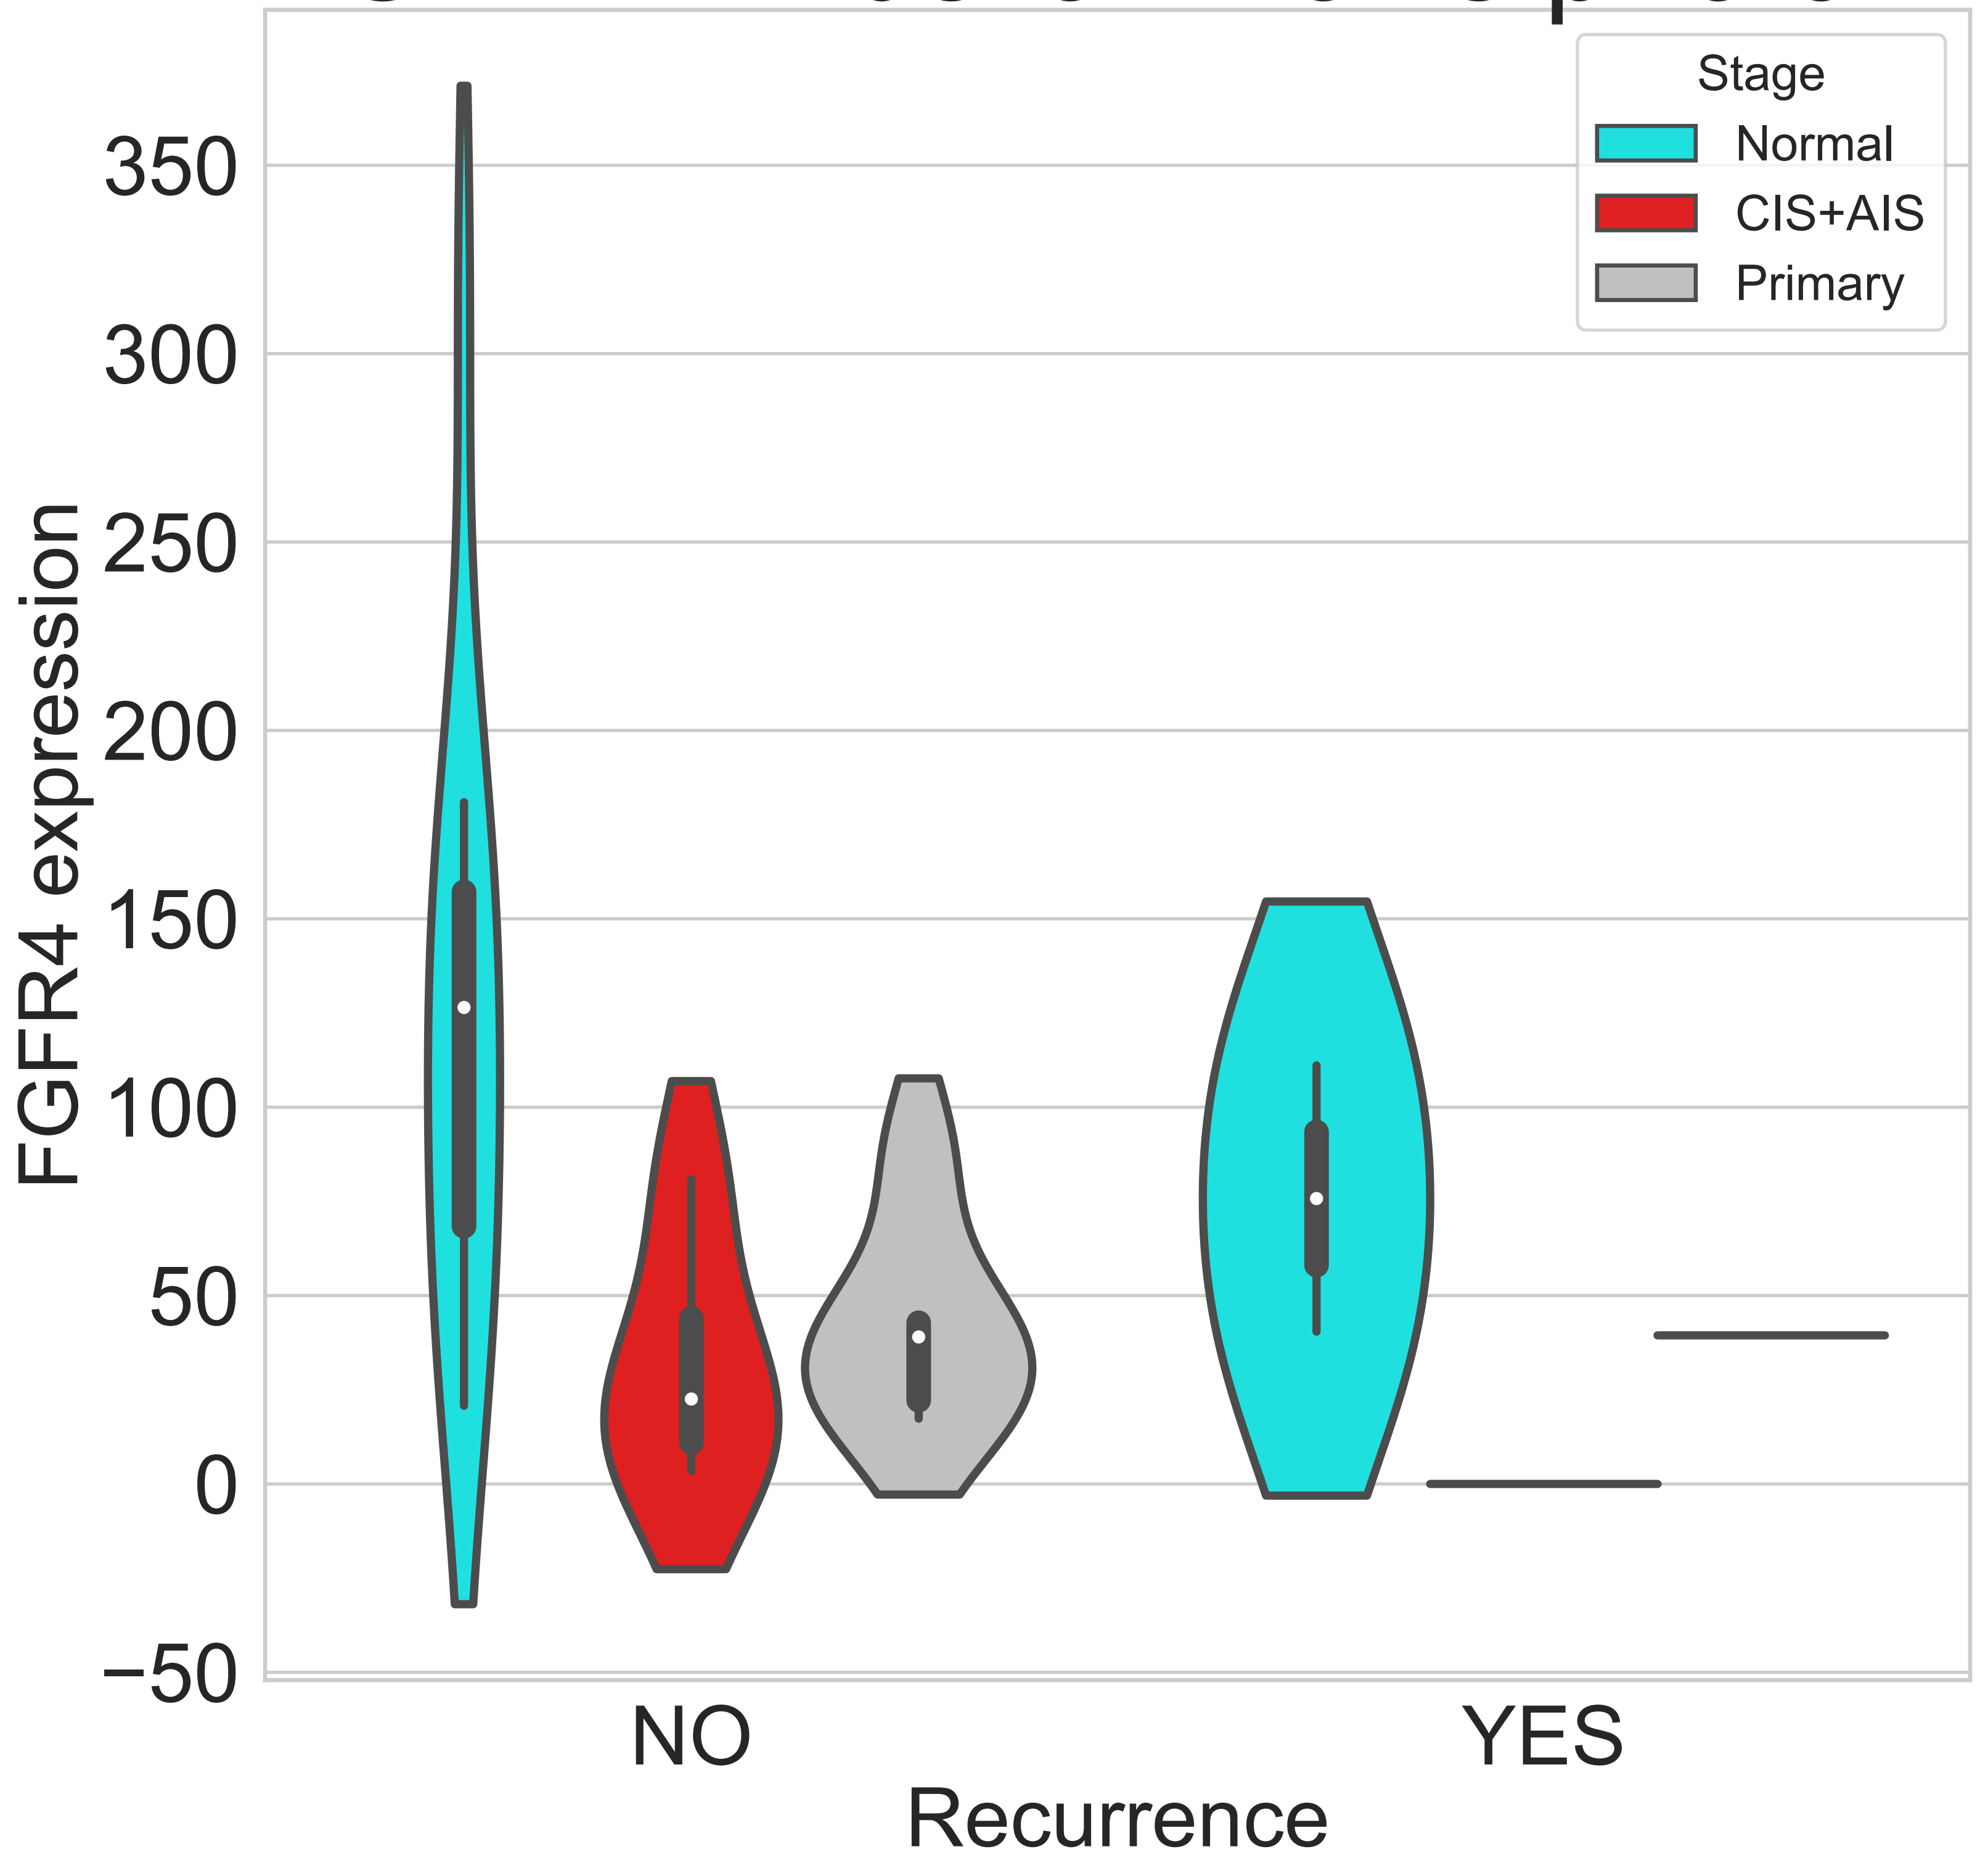 Stage
Normal
CIS+AIS
Primary
FGFR4 expression
350
300
250
200
150
100
50
0
−50
NO
YES
Recurrence